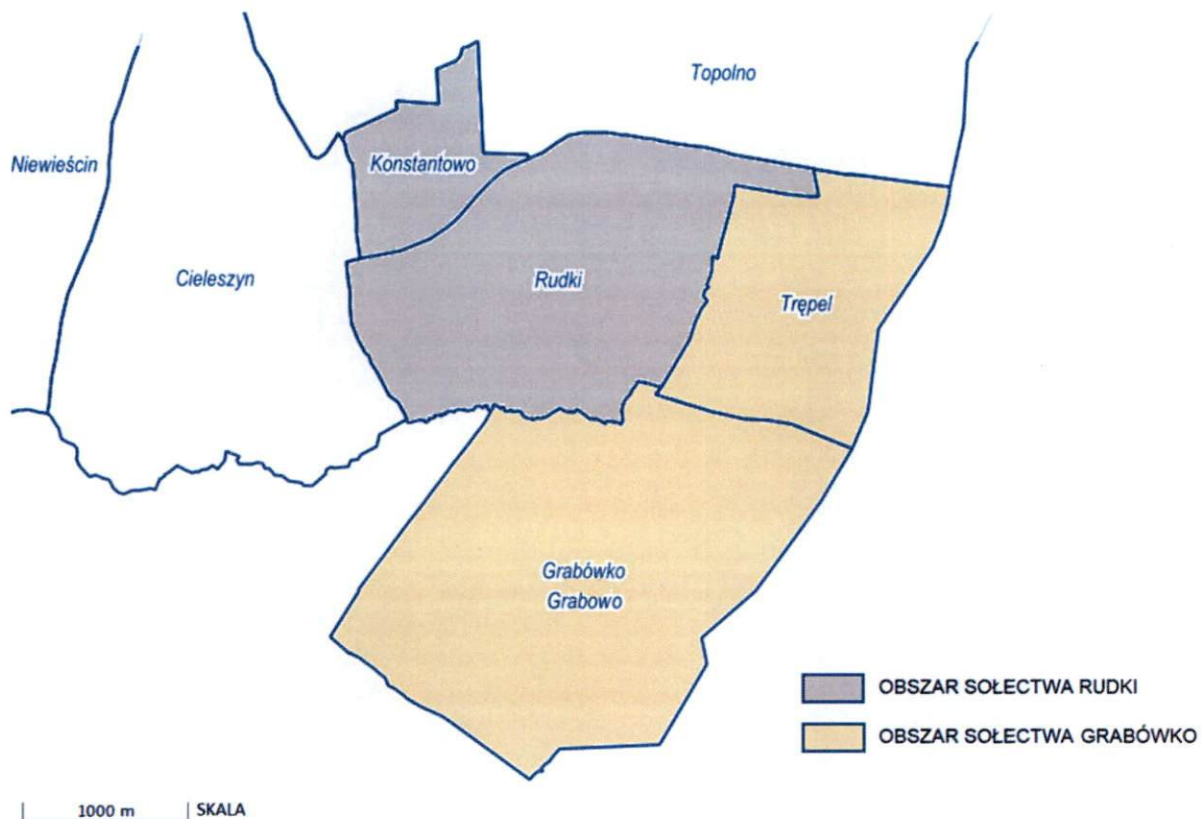 Topolno
Niewieścin
Konstantowo
Cieleszyn
Rudki
Trępel
Grabówko
Grabowo
OBSZAR SOŁECTWA RUDKI
OBSZAR SOŁECTWA GRABÓWKO
1000 m SKALA